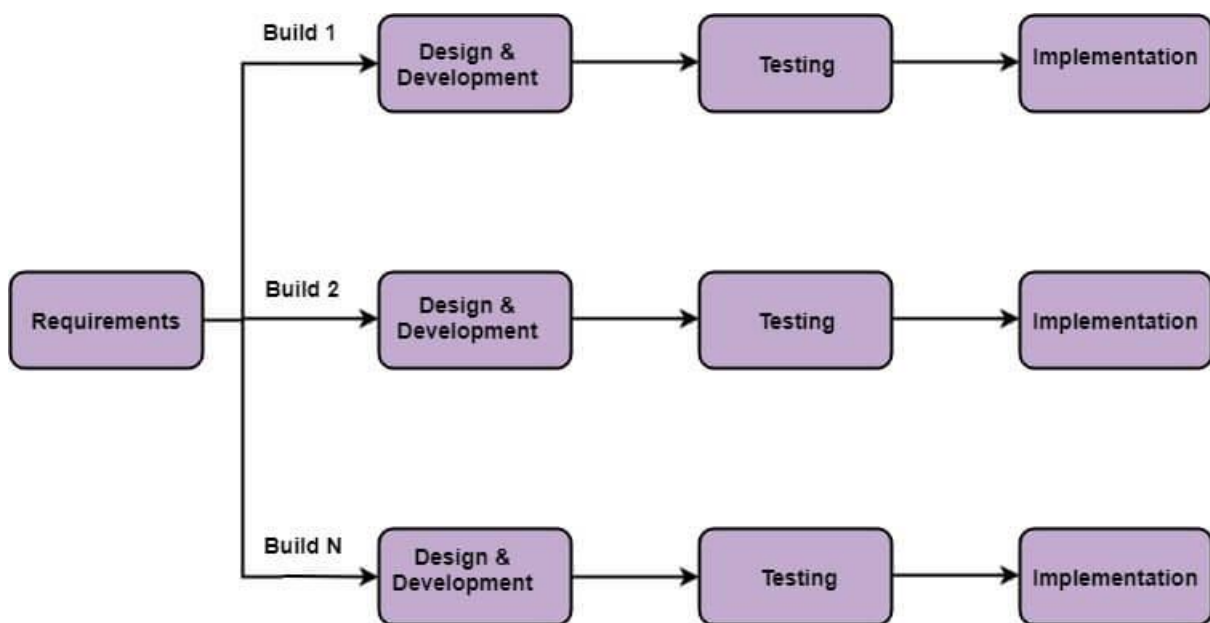 Build 1
Design &
Development
Testing
Implementation
Requirements
Build 2
Design &
Development
Testing
Implementation
Build N
Design &
Development
Testing
Implementation